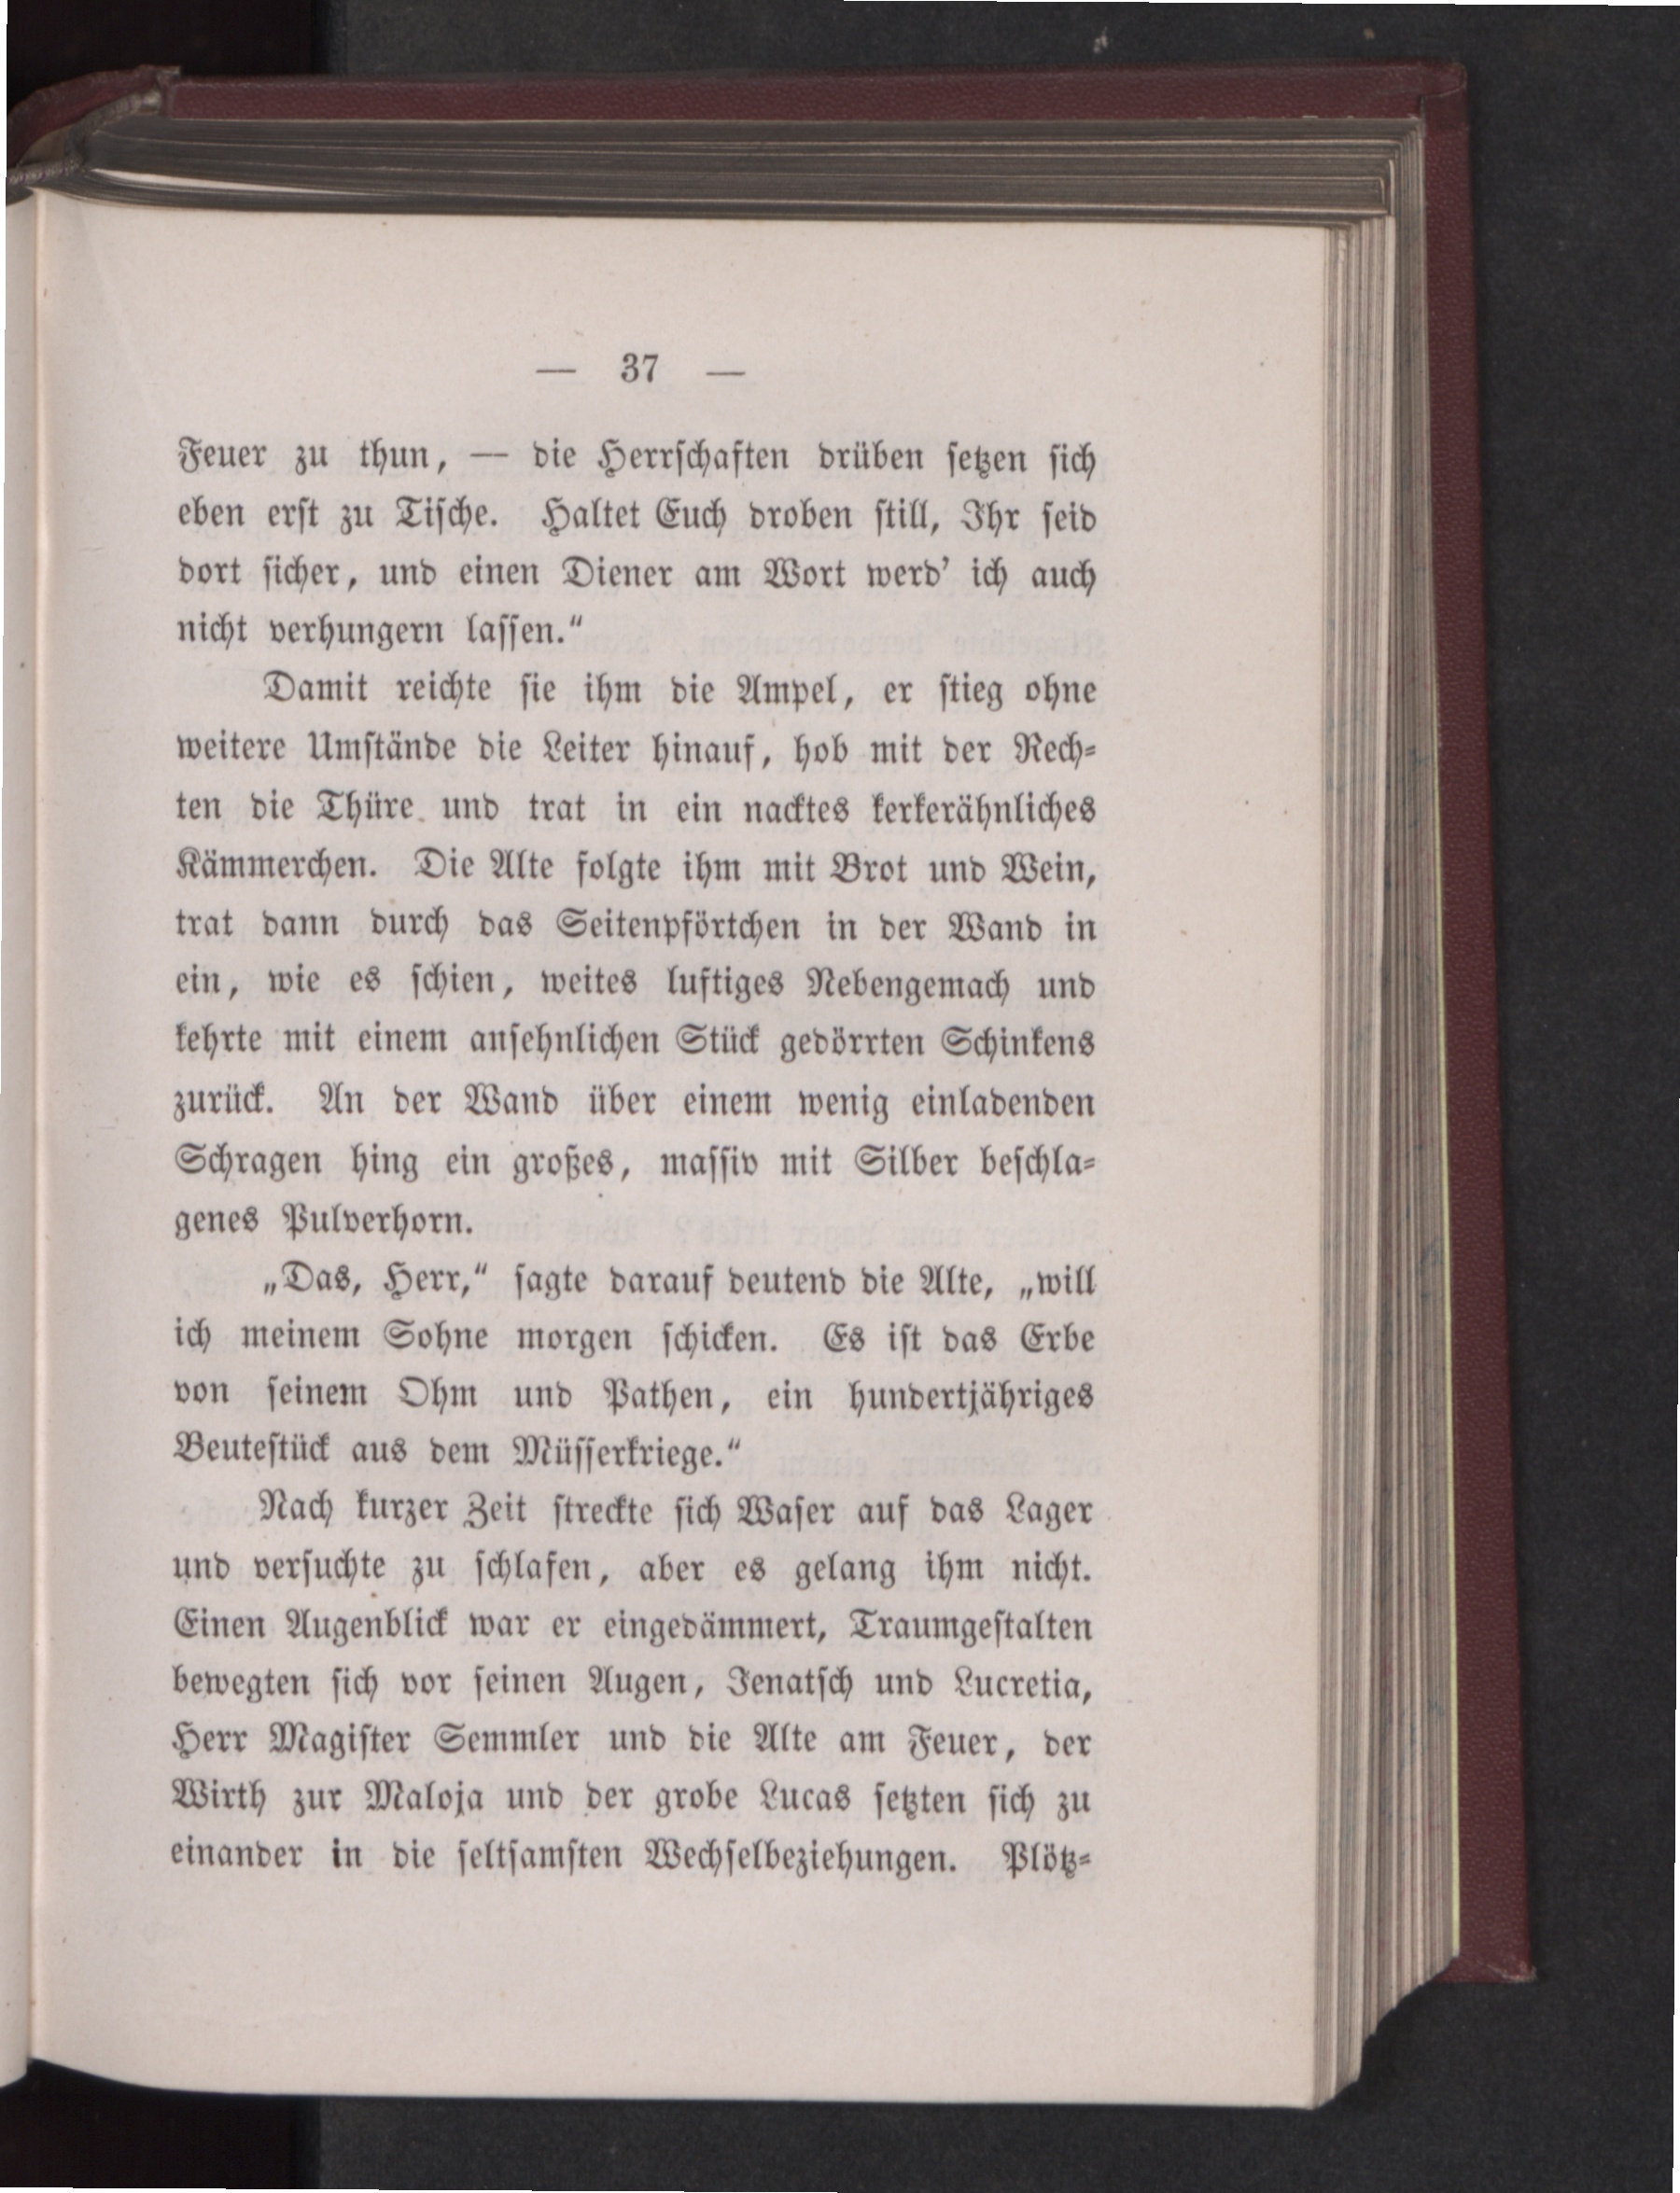 — 37 —
Feuer zu thun, — die Herrſchaften drüben ſetzen ſich
eben erſt zu Tiſche. Haltet Euch droben ſtill, Ihr ſeid
dort ſicher, und einen Diener am Wort werd’ ich auch
nicht verhungern laſſen.“
Damit reichte ſie ihm die Ampel, er ſtieg ohne
weitere Umſtände die Leiter hinauf, hob mit der Rech⸗
ten die Thüre und trat in ein nacktes kerkerähnliches
Kämmerchen. Die Alte folgte ihm mit Brot und Wein,
trat dann durch das Seitenpförtchen in der Wand in
ein, wie es ſchien, weites luftiges Nebengemach und
kehrte mit einem anſehnlichen Stück gedörrten Schinkens
zurück. An der Wand über einem wenig einladenden
Schragen hing ein großes, maſſiv mit Silber beſchla⸗
genes Pulverhorn.
„Das, Herr,“ ſagte darauf deutend die Alte, „will
ich meinem Sohne morgen ſchicken. Es iſt das Erbe
von ſeinem Ohm und Pathen, ein hundertjähriges
Beuteſtück aus dem Müſſerkriege.“
Nach kurzer Zeit ſtreckte ſich Waſer auf das Lager
und verſuchte zu ſchlafen, aber es gelang ihm nicht.
Einen Augenblick war er eingedämmert, Traumgeſtalten
bewegten ſich vor ſeinen Augen, Jenatſch und Lucretia,
Herr Magiſter Semmler und die Alte am Feuer, der
Wirth zur Maloja und der grobe Lucas ſetzten ſich zu
einander in die ſeltſamſten Wechſelbeziehungen. Plötz⸗